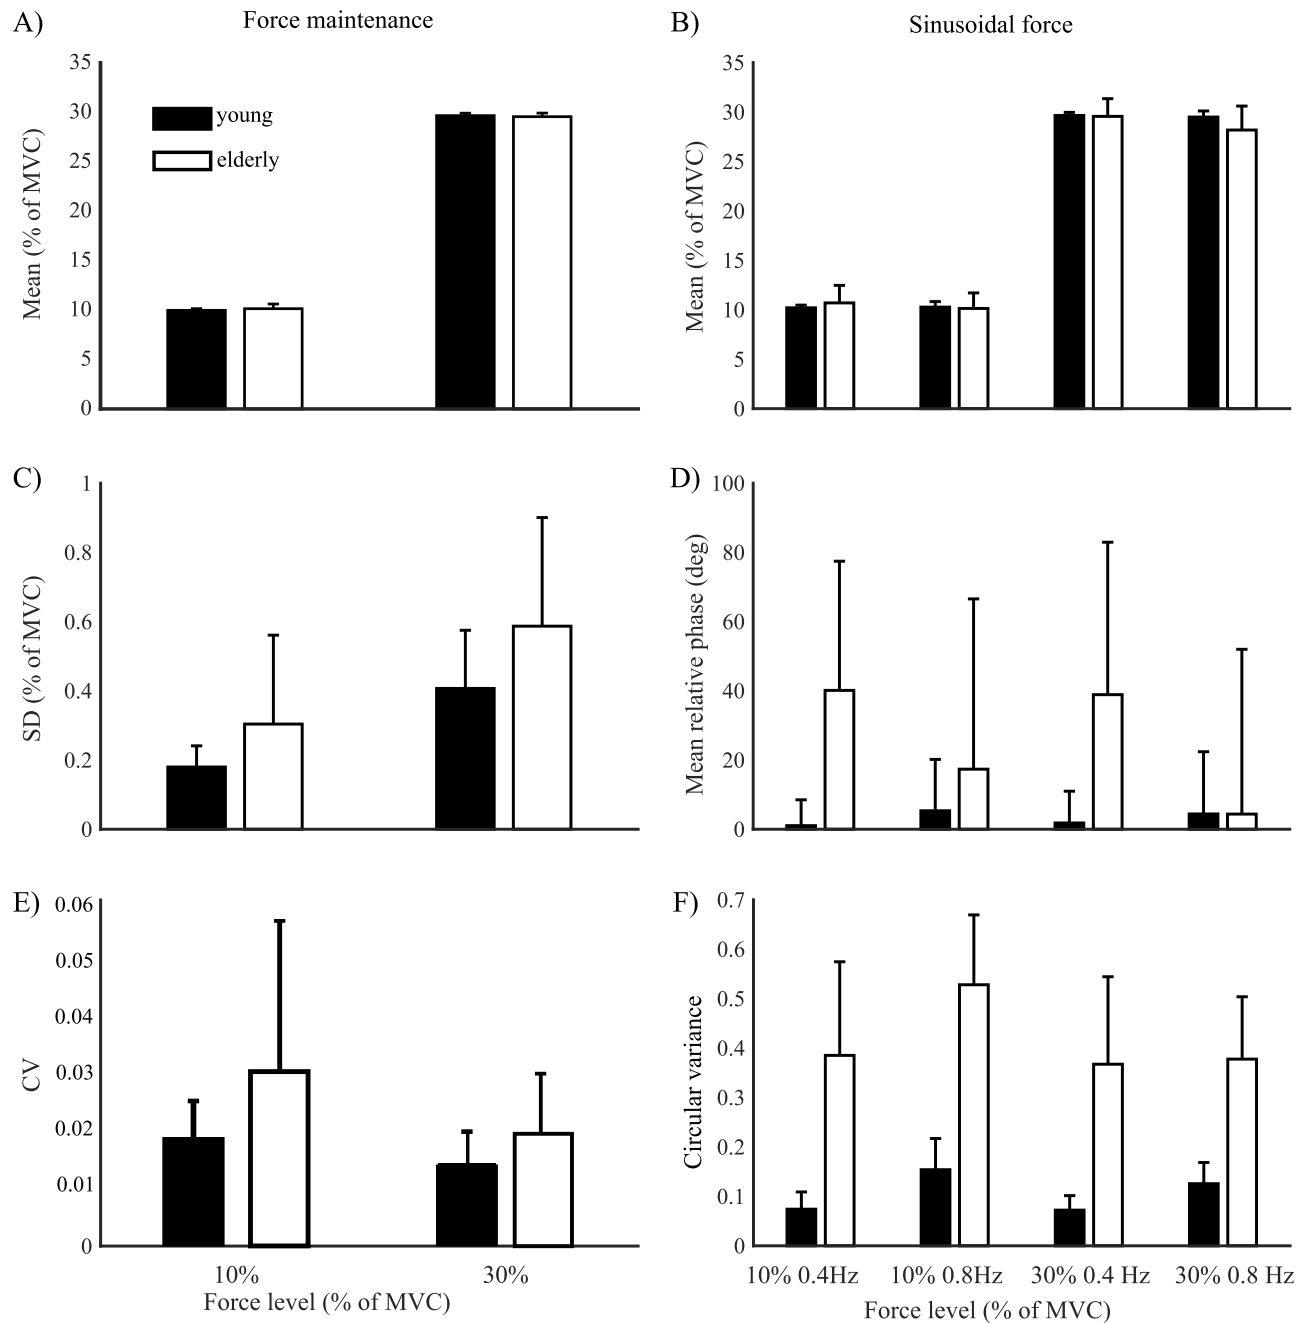 A)
Force maintenance
35
30
25
20
15
10
5
0
Mean (% of MVC)
young
elderly
B)
Sinusoidal force
35
30
25
20
15
10
5
0
Mean (% of MVC)
C)
1
0.8
0.6
0.4
0.2
0
SD (% of MVC)
D)
100
80
60
40
20
0
Mean relative phase (deg)
E)
0.06
0.05
0.04
0.03
0.02
0.01
0
CV
10% 30%
Force level (% of MVC)
F)
0.7
0.6
0.5
0.4
0.3
0.2
0.1
0
Circular variance
10% 0.4Hz 10% 0.8Hz 30% 0.4 Hz 30% 0.8 Hz
Force level (% of MVC)